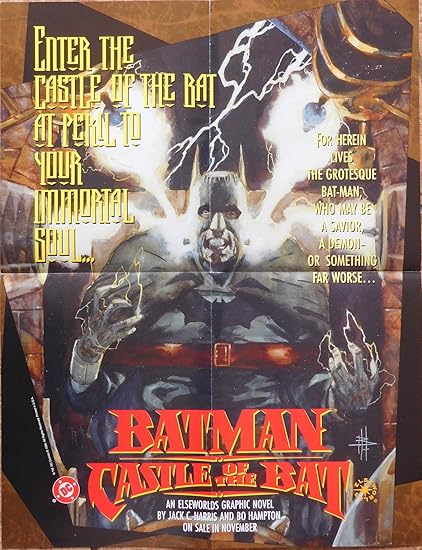 ENTER THE
CASTLE OF THE BAT
AT PERIL TO
YOUR
IMMORTAL
SOUL...
FOR HEREIN
LIVES
THE GROTESQUE
BAT-MAN,
WHO MAY BE
A SAVIOR,
A DEMON-
OR SOMETHING
FAR WORSE...
BATMAN
CASTLE OF THE BAT
DC
AN ELSEWORLDS GRAPHIC NOVEL
BY JACK C. HARRIS AND BO HAMPTON
ON SALE IN NOVEMBER